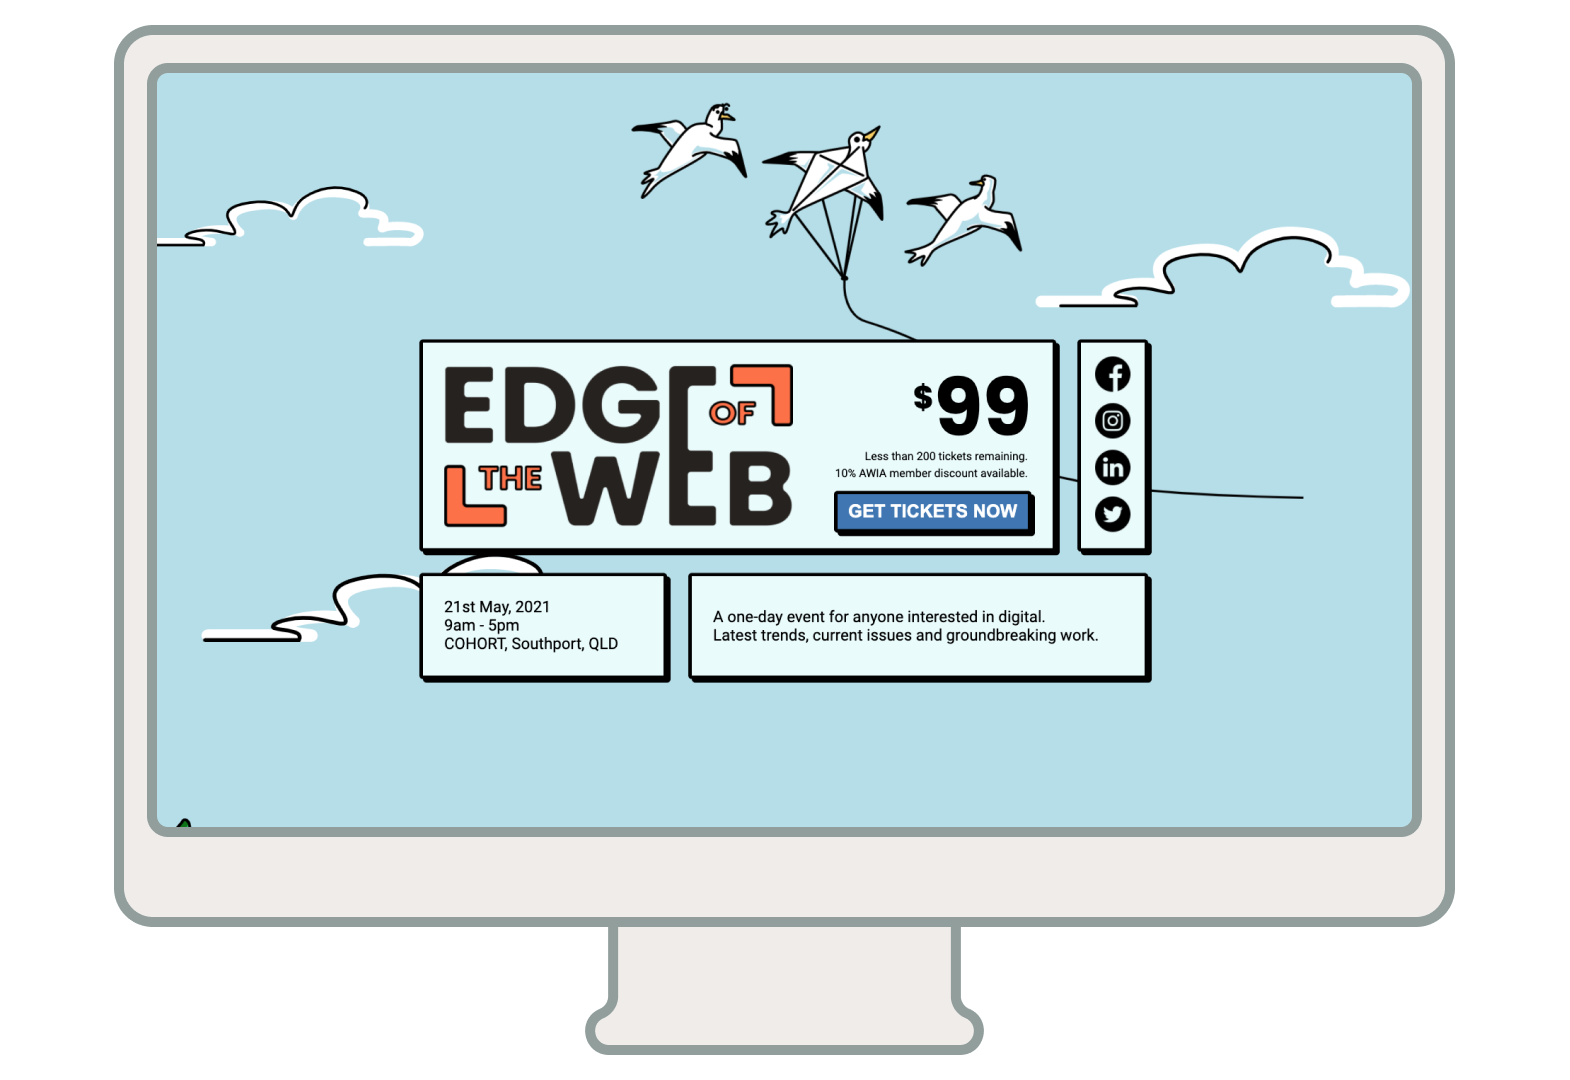 EDGE OF
THE WEB
$99
Less than 200 tickets remaining.
10% AWIA member discount available.
GET TICKETS NOW
21st May, 2021
9am - 5pm
COHORT, Southport, QLD
A one-day event for anyone interested in digital.
Latest trends, current issues and groundbreaking work.